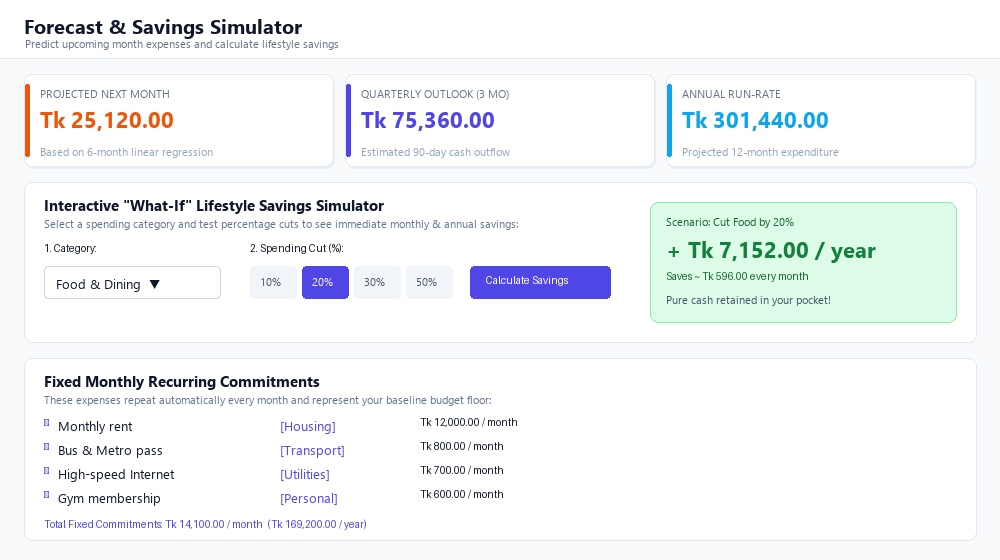 Forecast & Savings Simulator
Predict upcoming month expenses and calculate lifestyle savings
PROJECTED NEXT MONTH
Tk 25,120.00
Based on 6-month linear regression
QUARTERLY OUTLOOK (3 MO)
Tk 75,360.00
Estimated 90-day cash outflow
ANNUAL RUN-RATE
Tk 301,440.00
Projected 12-month expenditure
Interactive "What-If" Lifestyle Savings Simulator
Select a spending category and test percentage cuts to see immediate monthly & annual savings:
1. Category:
Food & Dining ▼
2. Spending Cut (%):
10% 20% 30% 50%
Calculate Savings
Scenario: Cut Food by 20%
+ Tk 7,152.00 / year
Saves ~ Tk 596.00 every month
Pure cash retained in your pocket!
Fixed Monthly Recurring Commitments
These expenses repeat automatically every month and represent your baseline budget floor:
Monthly rent [Housing] Tk 12,000.00 / month
Bus & Metro pass [Transport] Tk 800.00 / month
High-speed Internet [Utilities] Tk 700.00 / month
Gym membership [Personal] Tk 600.00 / month
Total Fixed Commitments: Tk 14,100.00 / month (Tk 169,200.00 / year)